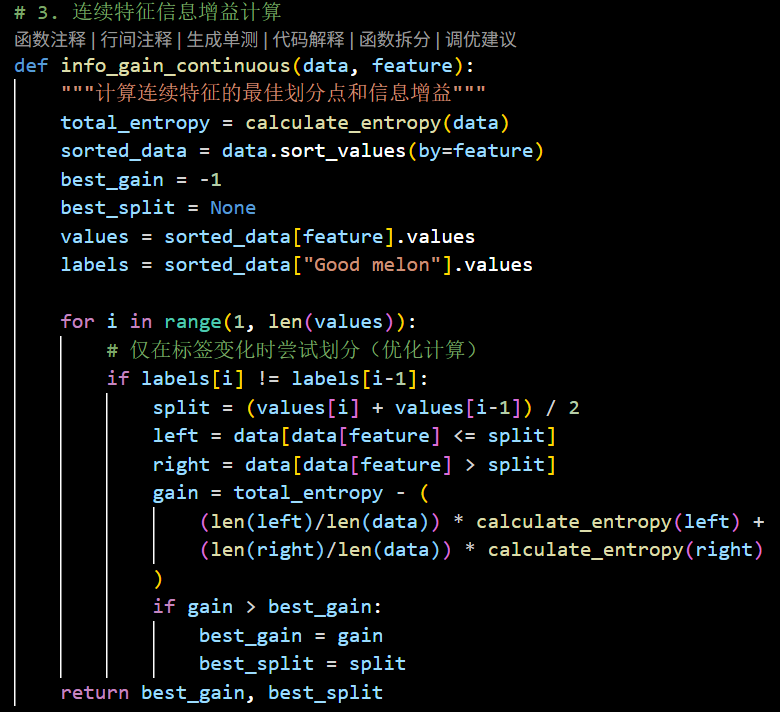 # 3. 连续特征信息增益计算
函数注释 | 行间注释 | 生成单测 | 代码解释 | 函数拆分 | 调优建议
def info_gain_continuous(data, feature):
    """计算连续特征的最佳划分点和信息增益"""
    total_entropy = calculate_entropy(data)
    sorted_data = data.sort_values(by=feature)
    best_gain = -1
    best_split = None
    values = sorted_data[feature].values
    labels = sorted_data["Good melon"].values

    for i in range(1, len(values)):
        # 仅在标签变化时尝试划分（优化计算）
        if labels[i] != labels[i-1]:
            split = (values[i] + values[i-1]) / 2
            left = data[data[feature] <= split]
            right = data[data[feature] > split]
            gain = total_entropy - (
                (len(left)/len(data)) * calculate_entropy(left) +
                (len(right)/len(data)) * calculate_entropy(right)
            )
            if gain > best_gain:
                best_gain = gain
                best_split = split
    return best_gain, best_split